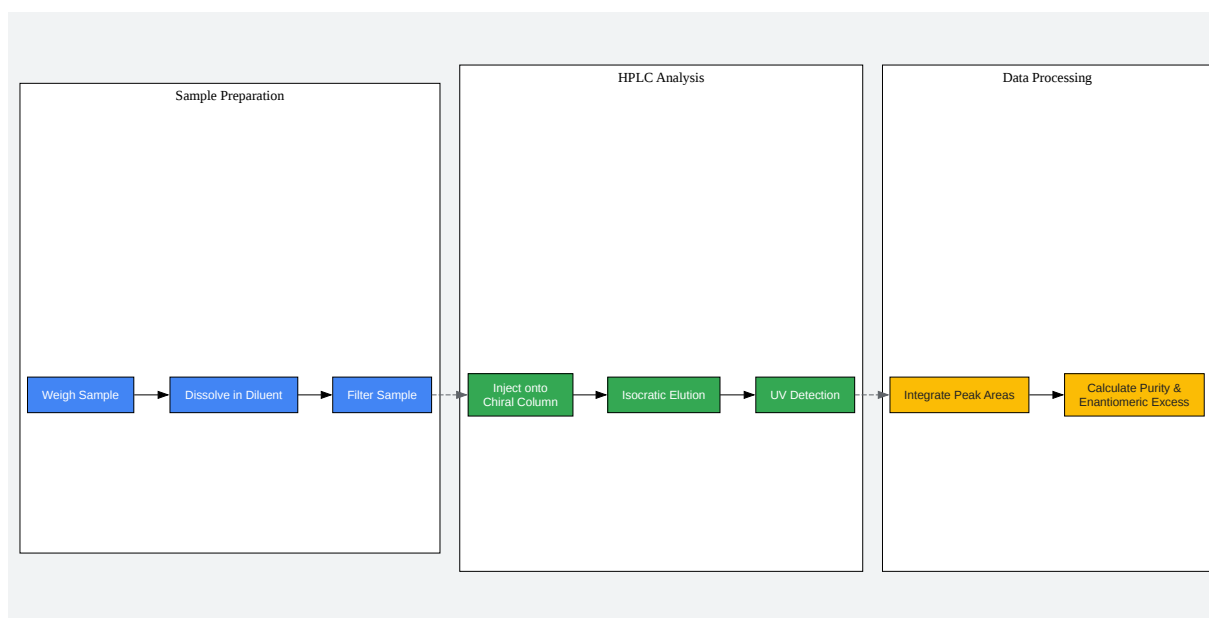 Sample Preparation
HPLC Analysis
Data Processing
Weigh Sample
Dissolve in Diluent
Filter Sample
Inject onto
Chiral Column
Isocratic Elution
UV Detection
Integrate Peak Areas
Calculate Purity &
Enantiomeric Excess